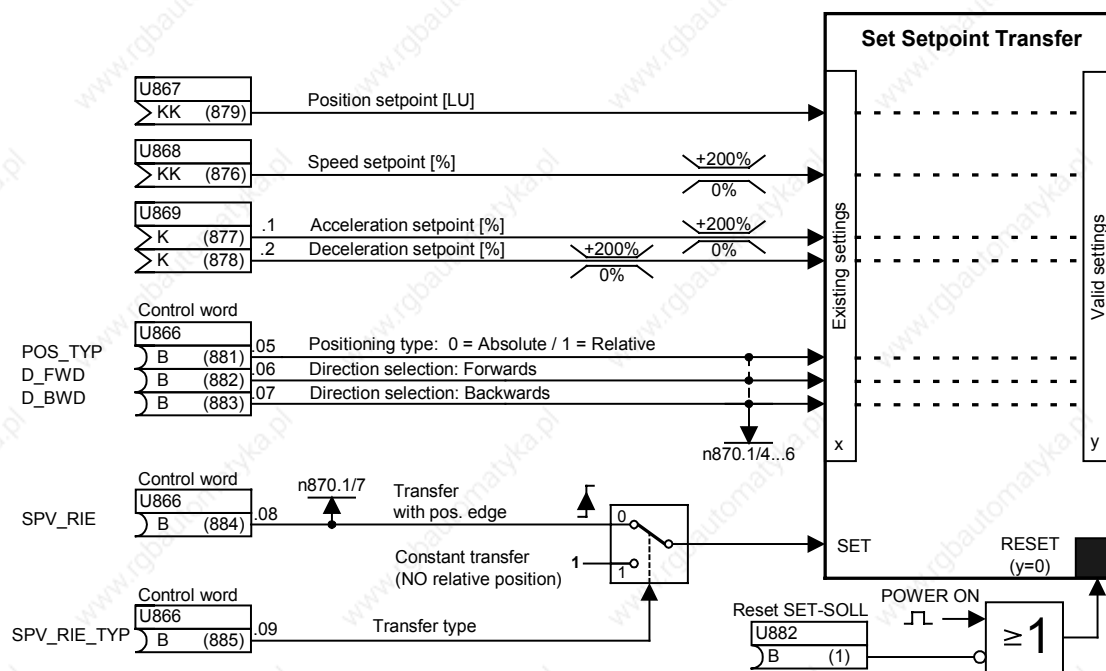 Set Setpoint Transfer
U867
KK (879)
Position setpoint [LU]
U868
KK (876)
Speed setpoint [%]
+200%
0%
U869
K (877)
.1
Acceleration setpoint [%]
+200%
0%
K (878)
.2
Deceleration setpoint [%]
+200%
0%
Existing settings
Valid settings
x
y
Control word
U866
POS_TYP
B (881)
.05
Positioning type: 0 = Absolute / 1 = Relative
D_FWD
B (882)
.06
Direction selection: Forwards
D_BWD
B (883)
.07
Direction selection: Backwards
n870.1/4...6
Control word
U866
SPV_RIE
B (884)
.08
n870.1/7
Transfer
with pos. edge
0
Constant transfer
(NO relative position)
1
1
SET
RESET
(y=0)
Control word
U866
SPV_RIE_TYP
B (885)
.09
Transfer type
POWER ON
Reset SET-SOLL
U882
B (1)
≥1
www.rgbautomatyka.pl